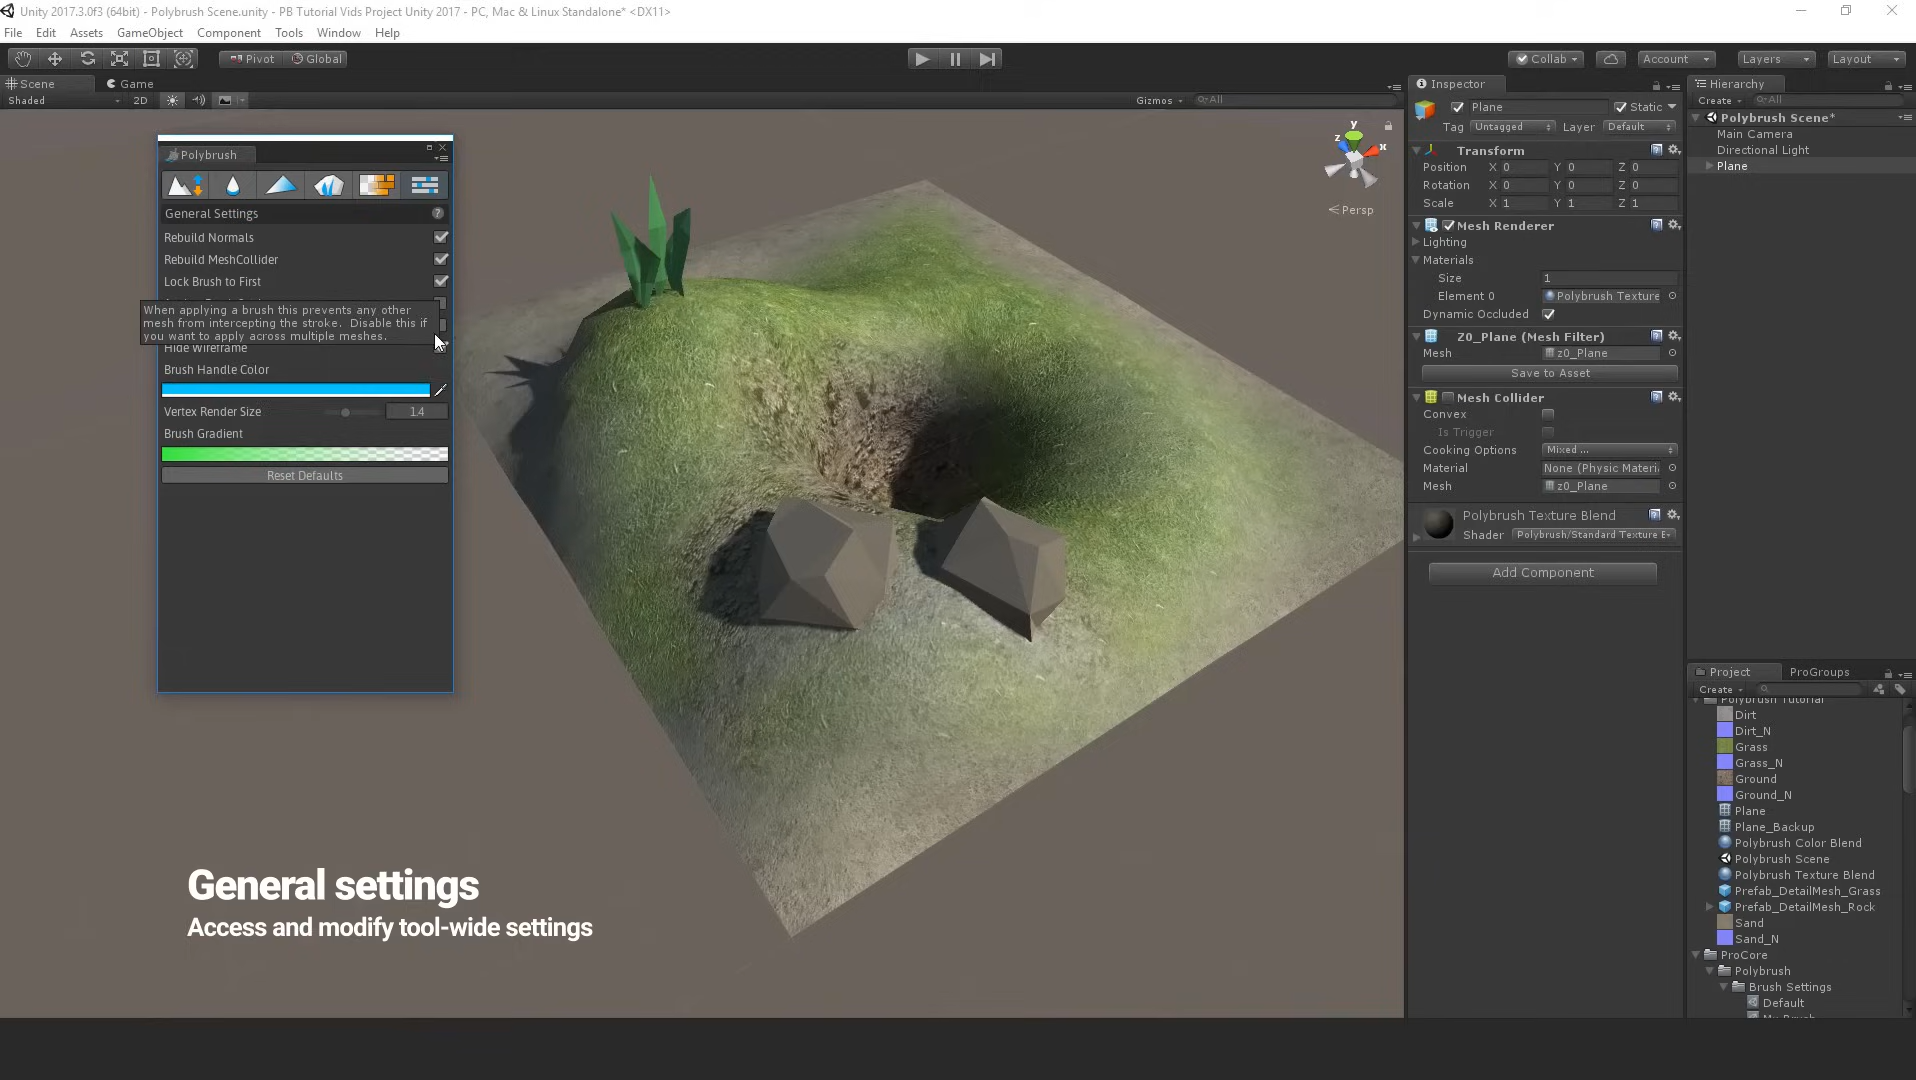 Unity 2017.3.0f3 (64bit) - Polybrush Scene.unity - PB Tutorial Vids Project Unity 2017 - PC, Mac & Linux Standalone* <DX11>
File Edit Assets GameObject Component Tools Window Help
Pivot Global
Collab Account Layers Layout
Scene Game
Shaded 2D Gizmos All
Polybrush
General Settings
Rebuild Normals
Rebuild MeshCollider
Lock Brush to First
When applying a brush this prevents any other
mesh from intercepting the stroke. Disable this if
you want to apply across multiple meshes.
Hide Wireframe
Brush Handle Color
Vertex Render Size 1.4
Brush Gradient
Reset Defaults
y
z x
Persp
General settings
Access and modify tool-wide settings
Inspector
Plane Static
Tag Untagged Layer Default
Transform
Position X 0 Y 0 Z 0
Rotation X 0 Y 0 Z 0
Scale X 1 Y 1 Z 1
Mesh Renderer
Lighting
Materials
Size 1
Element 0 Polybrush Texture
Dynamic Occluded
Z0_Plane (Mesh Filter)
Mesh z0_Plane
Save to Asset
Mesh Collider
Convex
Is Trigger
Cooking Options Mixed ...
Material None (Physic Materi
Mesh z0_Plane
Polybrush Texture Blend
Shader Polybrush/Standard Texture B
Add Component
Hierarchy
Create All
Polybrush Scene*
Main Camera
Directional Light
Plane
Project ProGroups
Create
Polybrush Tutorial
Dirt
Dirt_N
Grass
Grass_N
Ground
Ground_N
Plane
Plane_Backup
Polybrush Color Blend
Polybrush Scene
Polybrush Texture Blend
Prefab_DetailMesh_Grass
Prefab_DetailMesh_Rock
Sand
Sand_N
ProCore
Polybrush
Brush Settings
Default